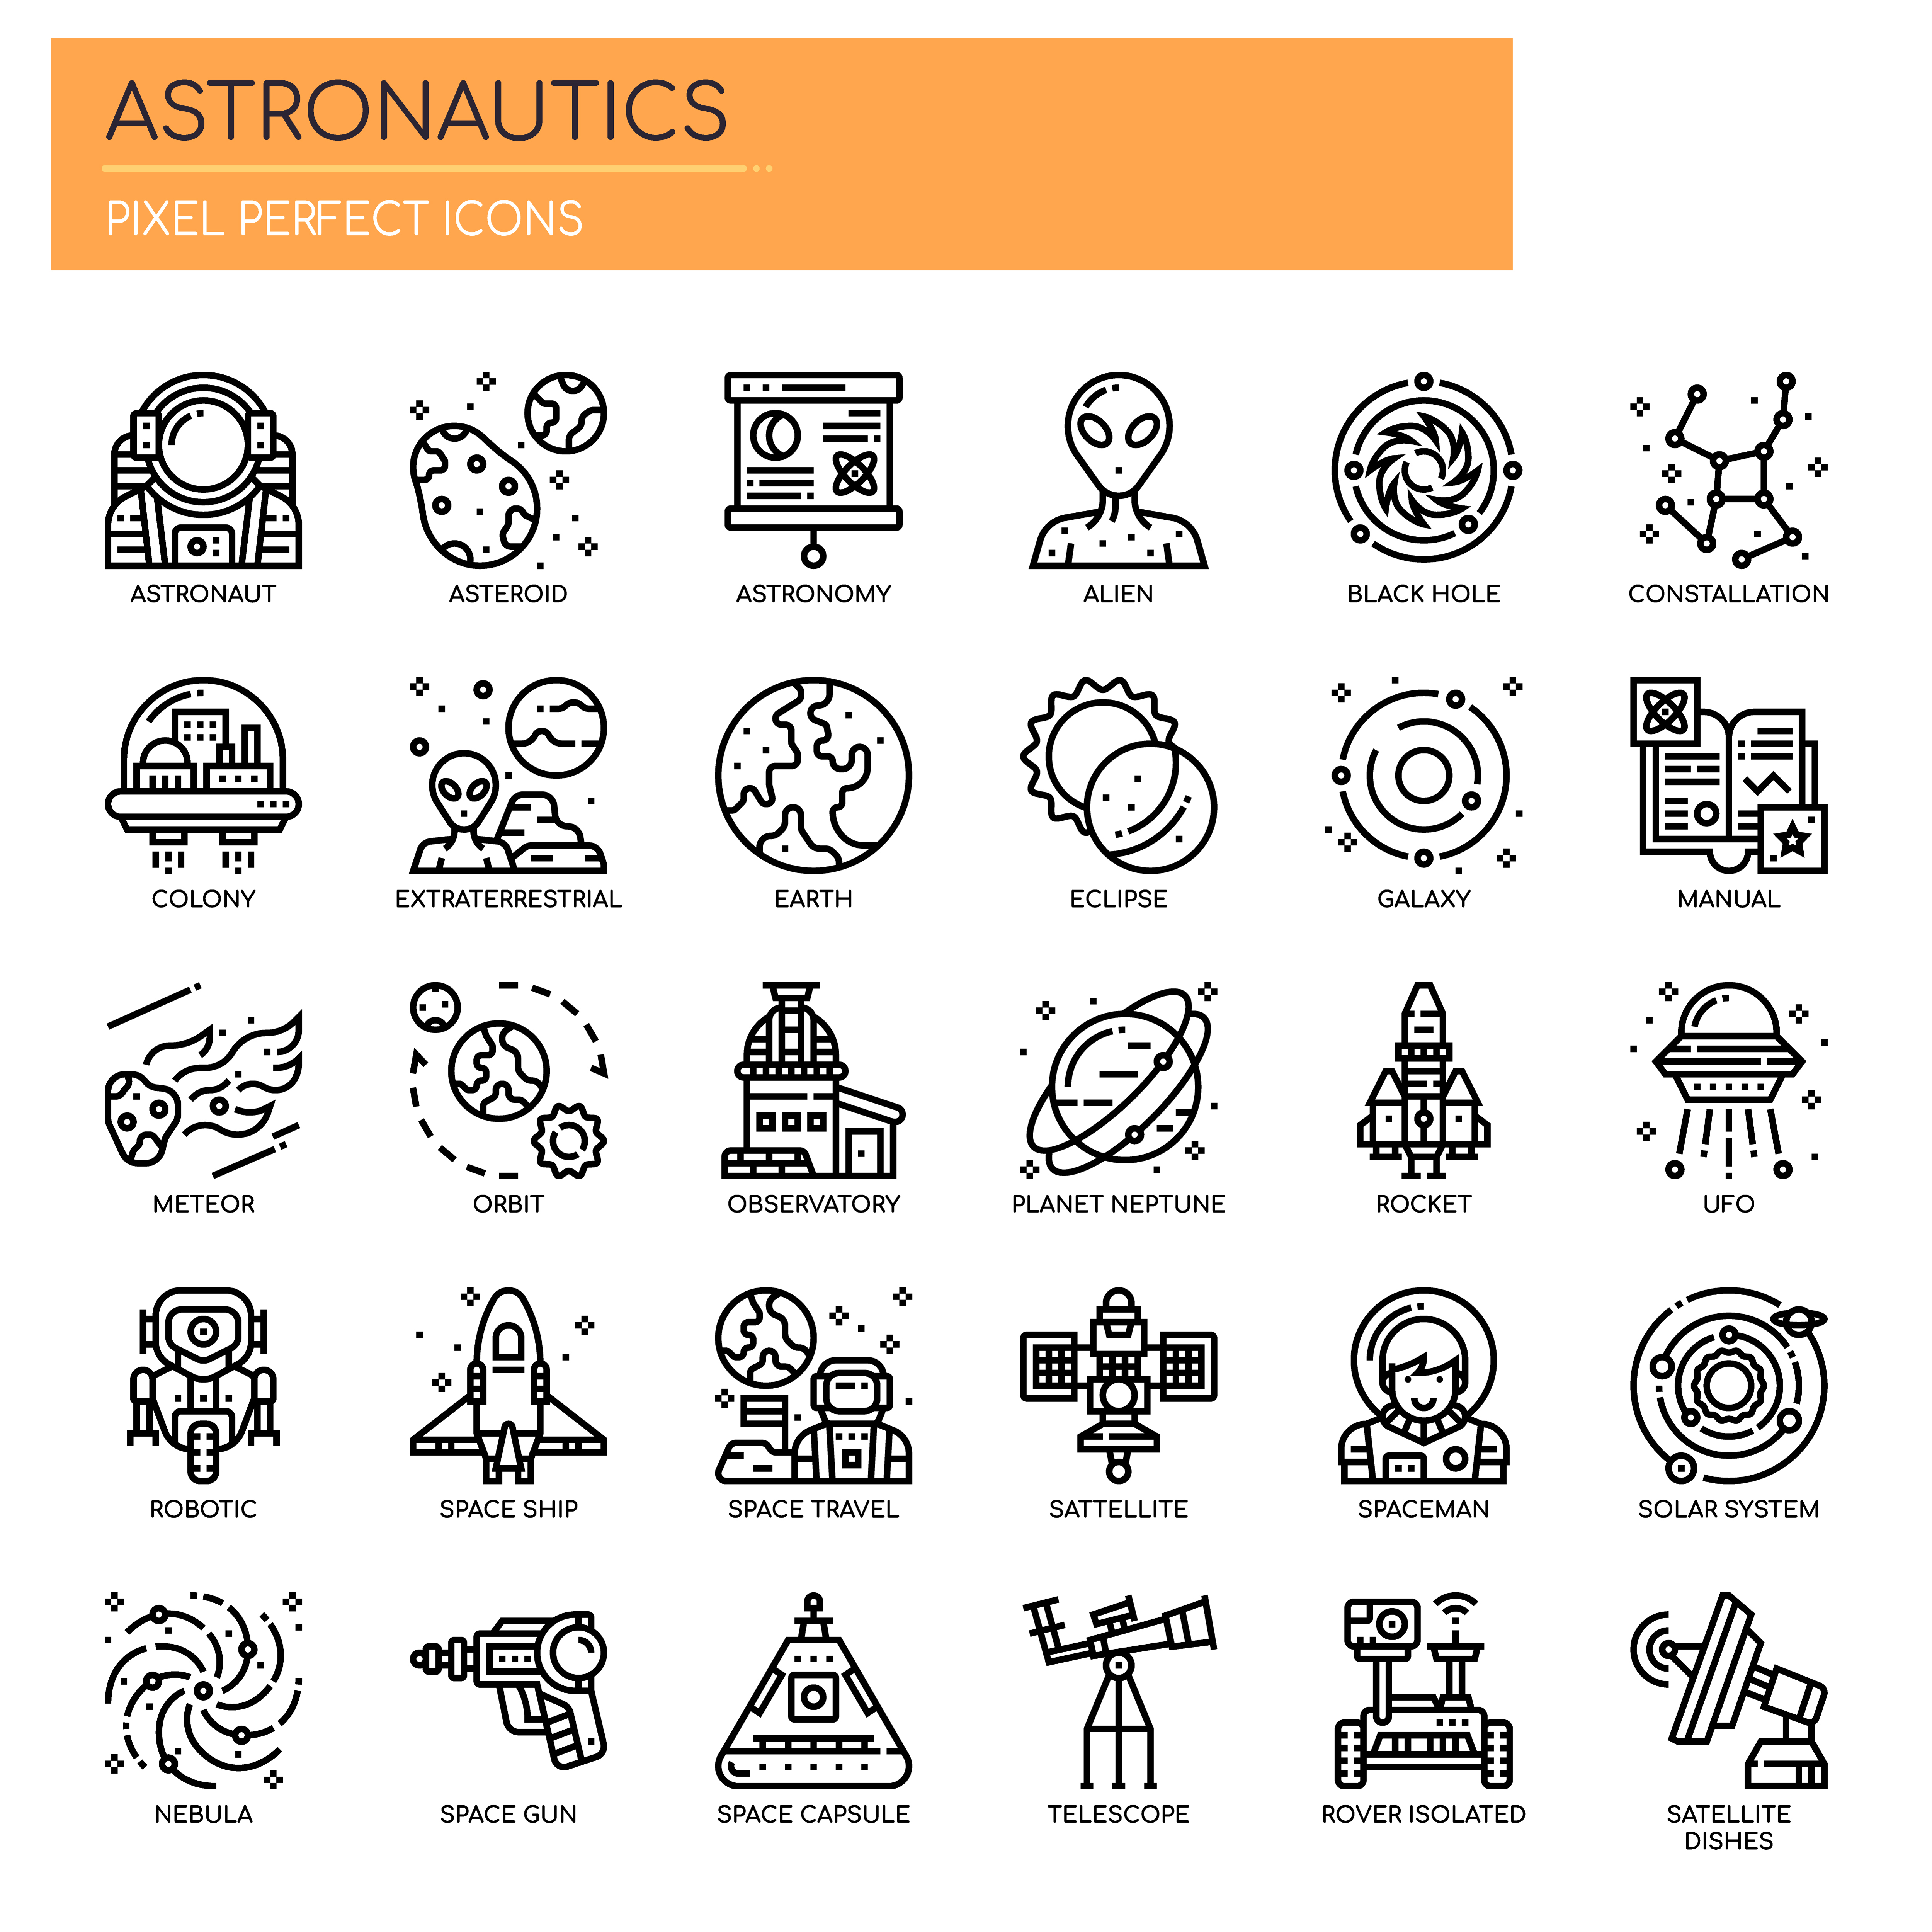 ASTRONAUTICS
PIXEL PERFECT ICONS
ASTRONAUT
ASTEROID
ASTRONOMY
ALIEN
BLACK HOLE
CONSTALLATION
COLONY
EXTRATERRESTRIAL
EARTH
ECLIPSE
GALAXY
MANUAL
METEOR
ORBIT
OBSERVATORY
PLANET NEPTUNE
ROCKET
UFO
ROBOTIC
SPACE SHIP
SPACE TRAVEL
SATTELLITE
SPACEMAN
SOLAR SYSTEM
NEBULA
SPACE GUN
SPACE CAPSULE
TELESCOPE
ROVER ISOLATED
SATELLITE
DISHES